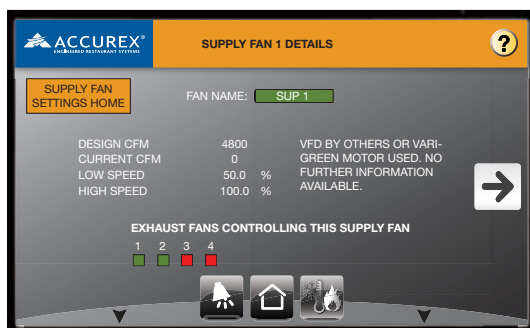 ACCUREX®
ENGINEERED RESTAURANT SYSTEMS
SUPPLY FAN 1 DETAILS
?
SUPPLY FAN
SETTINGS HOME
FAN NAME: SUP 1
DESIGN CFM 4800
CURRENT CFM 0
LOW SPEED 50.0 %
HIGH SPEED 100.0 %
VFD BY OTHERS OR VARI-
GREEN MOTOR USED. NO
FURTHER INFORMATION
AVAILABLE.
EXHAUST FANS CONTROLLING THIS SUPPLY FAN
1 2 3 4